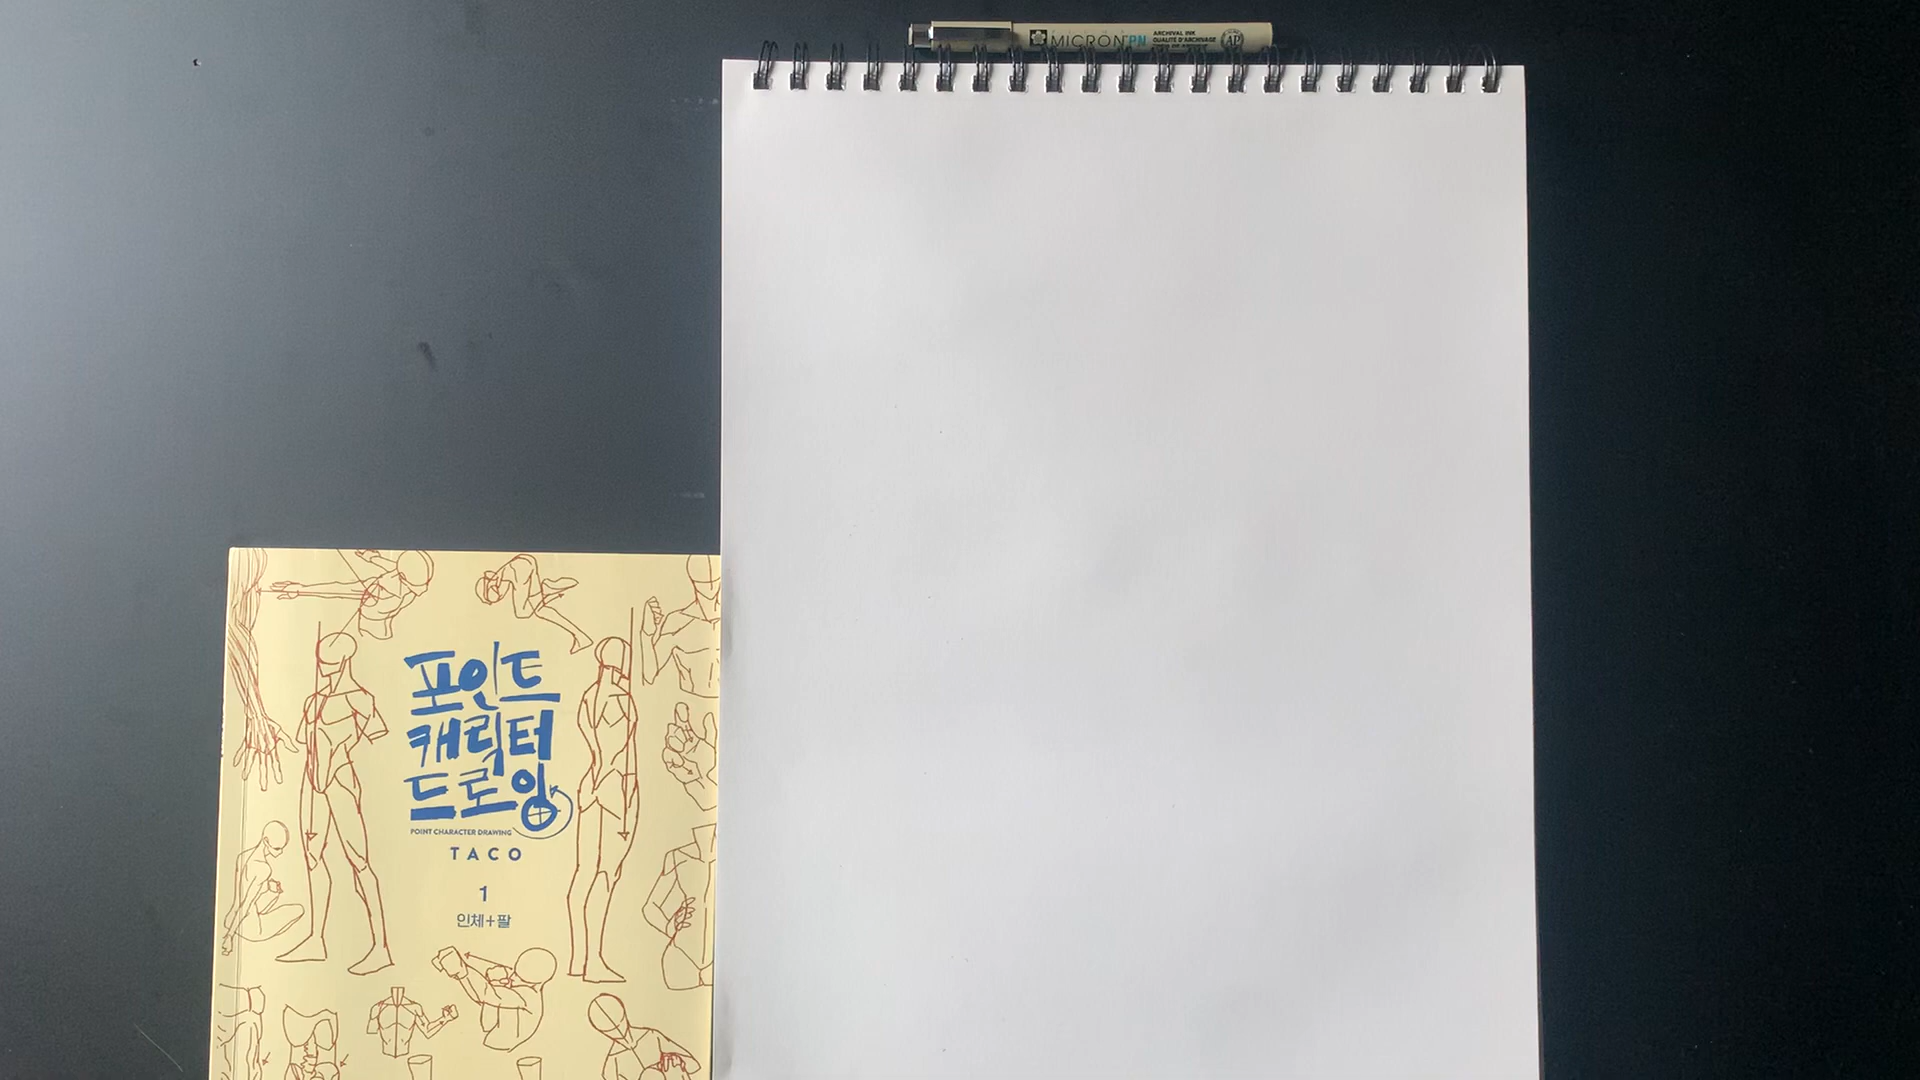 MICRON PN
ARCHIVAL INK
QUALITÉ D'ARCHIVAGE
AP
포인트
캐릭터
드로잉
POINT CHARACTER DRAWING
TACO
1
인체+팔